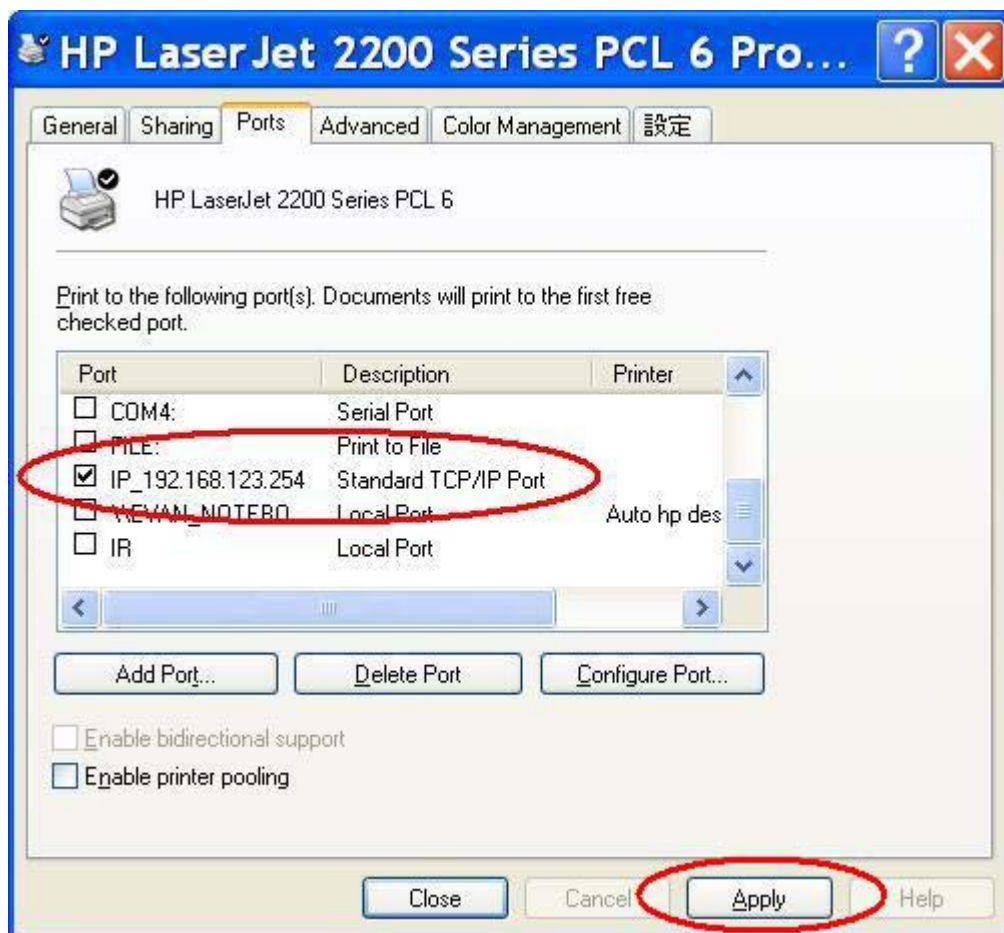 HP LaserJet 2200 Series PCL 6 Pro...
General Sharing Ports Advanced Color Management 設定
HP LaserJet 2200 Series PCL 6
Print to the following port(s). Documents will print to the first free
checked port.
Port Description Printer
COM4: Serial Port
FILE: Print to File
IP_192.168.123.254 Standard TCP/IP Port
\\EVAN_NOTEBO... Local Port Auto hp des
IR Local Port
Add Port... Delete Port Configure Port...
Enable bidirectional support
Enable printer pooling
Close Cancel Apply Help